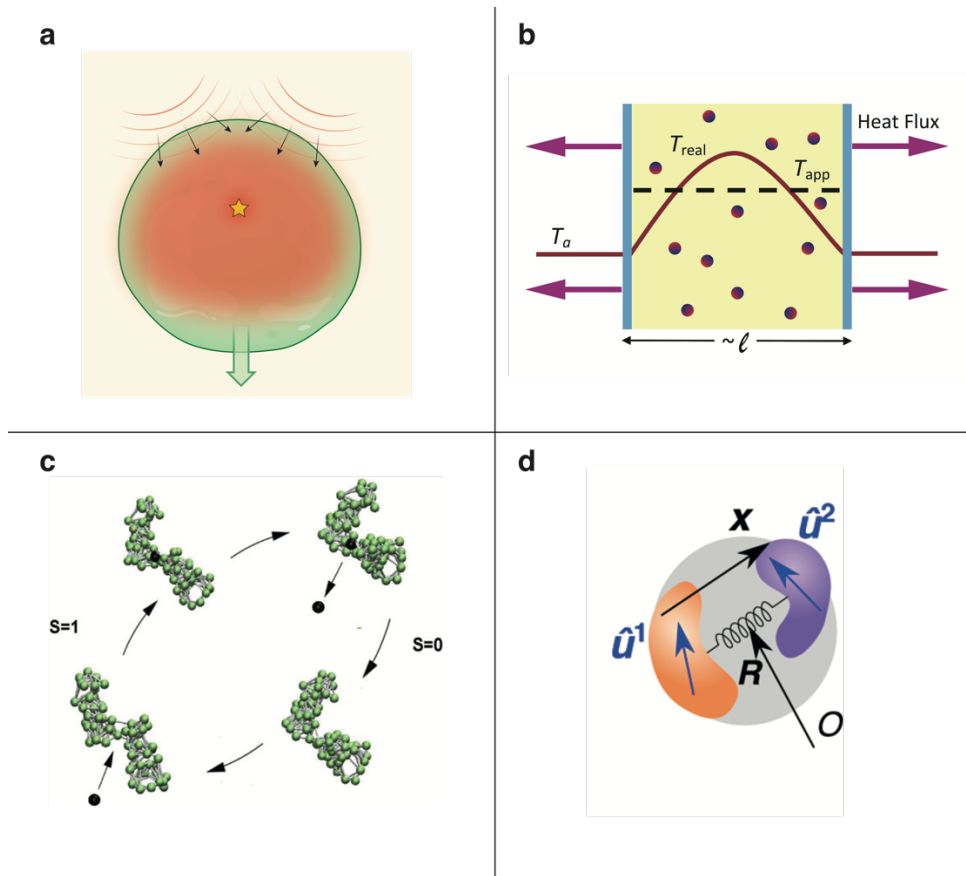 a
b
Heat Flux
T_real
T_app
T_a
~ℓ
c
S=1
S=0
d
x
û²
û¹
R
O